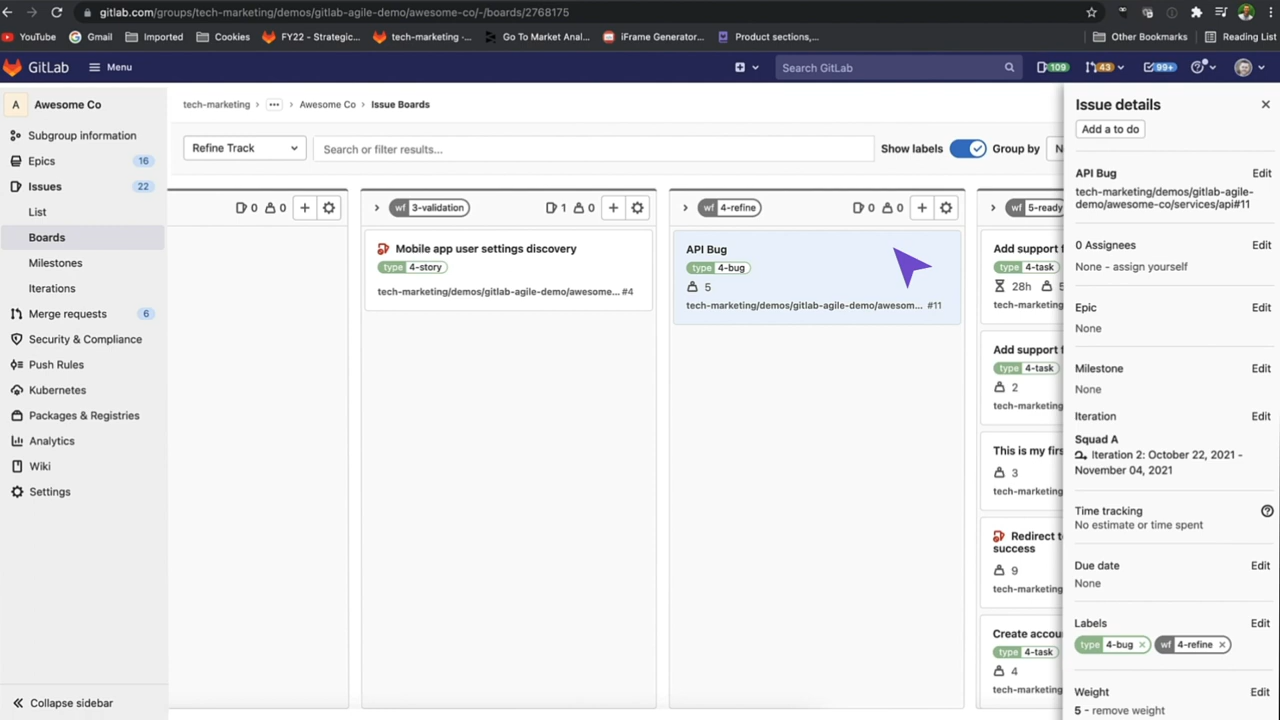 gitlab.com/groups/tech-marketing/demos/gitlab-agile-demo/awesome-co/-/boards/2768175
YouTube
Gmail
Imported
Cookies
FY22 - Strategic...
tech-marketing ·...
Go To Market Anal...
iFrame Generator...
Product sections,...
Other Bookmarks
Reading List
GitLab
Menu
Search GitLab
109
43
99+
A
Awesome Co
Subgroup information
Epics
16
Issues
22
List
Boards
Milestones
Iterations
Merge requests
6
Security & Compliance
Push Rules
Kubernetes
Packages & Registries
Analytics
Wiki
Settings
Collapse sidebar
tech-marketing › ··· › Awesome Co › Issue Boards
Refine Track
Search or filter results...
Show labels
Group by
N
0 0
wf 3-validation
1 0
Mobile app user settings discovery
type 4-story
tech-marketing/demos/gitlab-agile-demo/awesome... #4
wf 4-refine
0 0
API Bug
type 4-bug
5
tech-marketing/demos/gitlab-agile-demo/awesom... #11
wf 5-ready
Add support f
type 4-task
28h 5
tech-marketing
Add support f
type 4-task
2
tech-marketing
This is my firs
3
tech-marketing
Redirect t
success
9
tech-marketing
Create accou
type 4-task
4
tech-marketing
Issue details
Add a to do
API Bug
Edit
tech-marketing/demos/gitlab-agile-
demo/awesome-co/services/api#11
0 Assignees
Edit
None - assign yourself
Epic
Edit
None
Milestone
Edit
None
Iteration
Edit
Squad A
Iteration 2: October 22, 2021 -
November 04, 2021
Time tracking
No estimate or time spent
Due date
Edit
None
Labels
Edit
type 4-bug ×
wf 4-refine ×
Weight
Edit
5 - remove weight